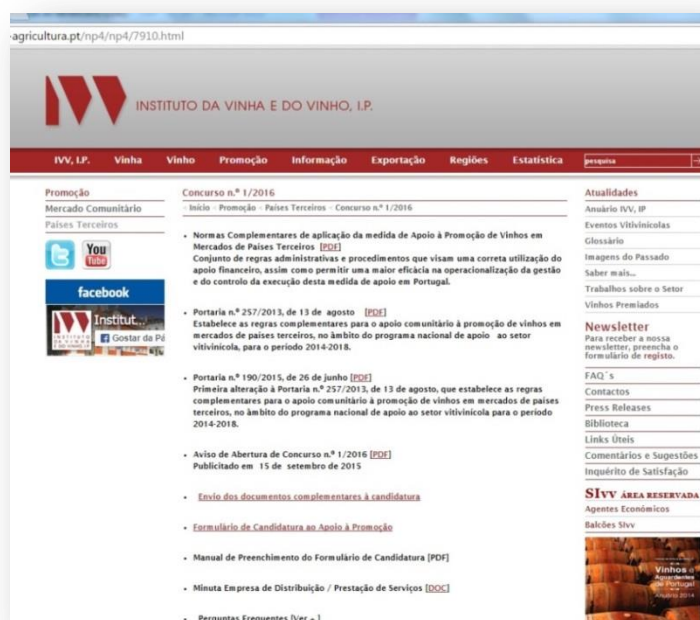 -agricultura.pt/np4/np4/7910.html
IVV
INSTITUTO DA VINHA E DO VINHO, I.P.
IVV, I.P. Vinha Vinho Promoção Informação Exportação Regiões Estatística pesquisa
Promoção
Mercado Comunitário
Países Terceiros
You
Tube
facebook
Institut...
Gostar da Pá
Concurso n.º 1/2016
Início - Promoção - Países Terceiros - Concurso n.º 1/2016
• Normas Complementares de aplicação da medida de Apoio à Promoção de Vinhos em
Mercados de Países Terceiros [PDF]
Conjunto de regras administrativas e procedimentos que visam uma correta utilização do
apoio financeiro, assim como permitir uma maior eficácia na operacionalização da gestão
e do controlo da execução desta medida de apoio em Portugal.
• Portaria n.º 257/2013, de 13 de agosto [PDF]
Estabelece as regras complementares para o apoio comunitário à promoção de vinhos em
mercados de países terceiros, no âmbito do programa nacional de apoio ao setor
vitivinícola, para o período 2014-2018.
• Portaria n.º 190/2015, de 26 de junho [PDF]
Primeira alteração à Portaria n.º 257/2013, de 13 de agosto, que estabelece as regras
complementares para o apoio comunitário à promoção de vinhos em mercados de países
terceiros, no âmbito do programa nacional de apoio ao setor vitivinícola para o período
2014-2018.
• Aviso de Abertura de Concurso n.º 1/2016 [PDF]
Publicitado em 15 de setembro de 2015
• Envio dos documentos complementares à candidatura
• Formulário de Candidatura ao Apoio à Promoção
• Manual de Preenchimento do Formulário de Candidatura [PDF]
• Minuta Empresa de Distribuição / Prestação de Serviços [DOC]
• Perguntas Frequentes [Ver + ]
Atualidades
Anuário IVV, IP
Eventos Vitivinícolas
Glossário
Imagens do Passado
Saber mais...
Trabalhos sobre o Setor
Vinhos Premiados
Newsletter
Para receber a nossa
newsletter, preencha o
formulário de registo.
FAQ´s
Contactos
Press Releases
Biblioteca
Links Úteis
Comentários e Sugestões
Inquérito de Satisfação
SIVV ÁREA RESERVADA
Agentes Económicos
Balcões SIvv
Vinhos e
Aguardentes
de Portugal
Anuário 2014